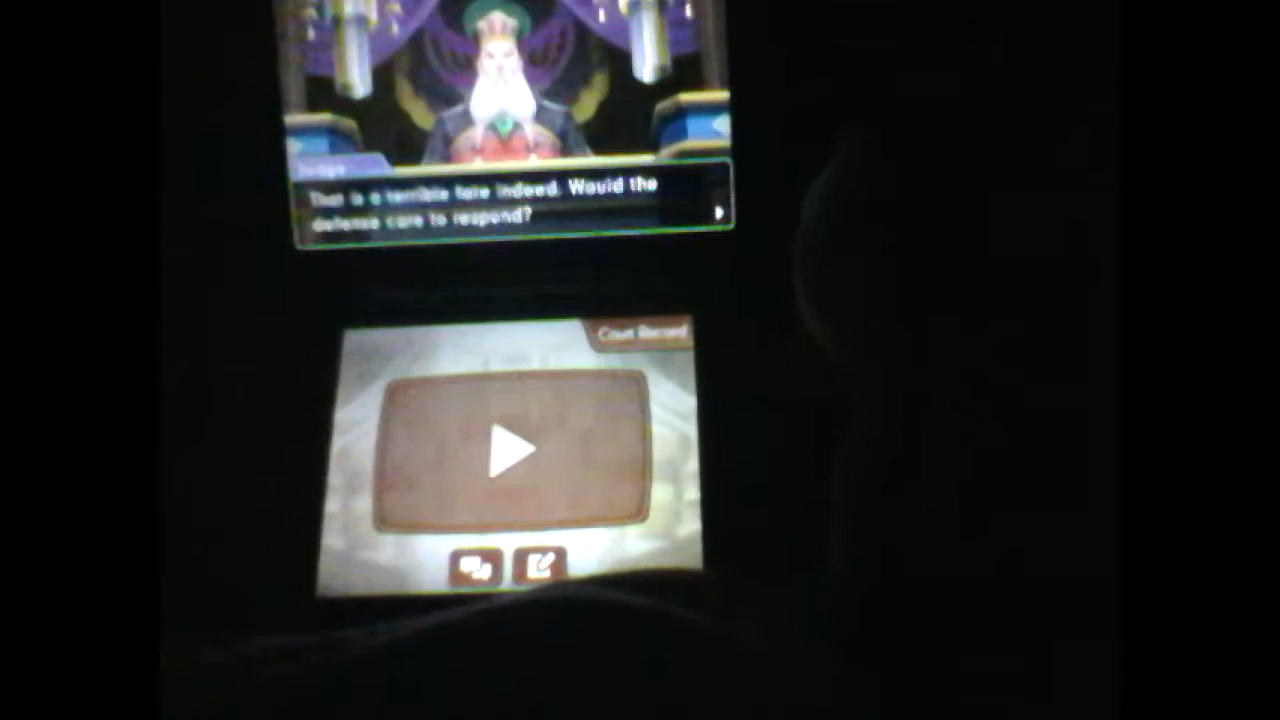 Judge
That is a terrible fate indeed. Would the
defense care to respond?
Court Record